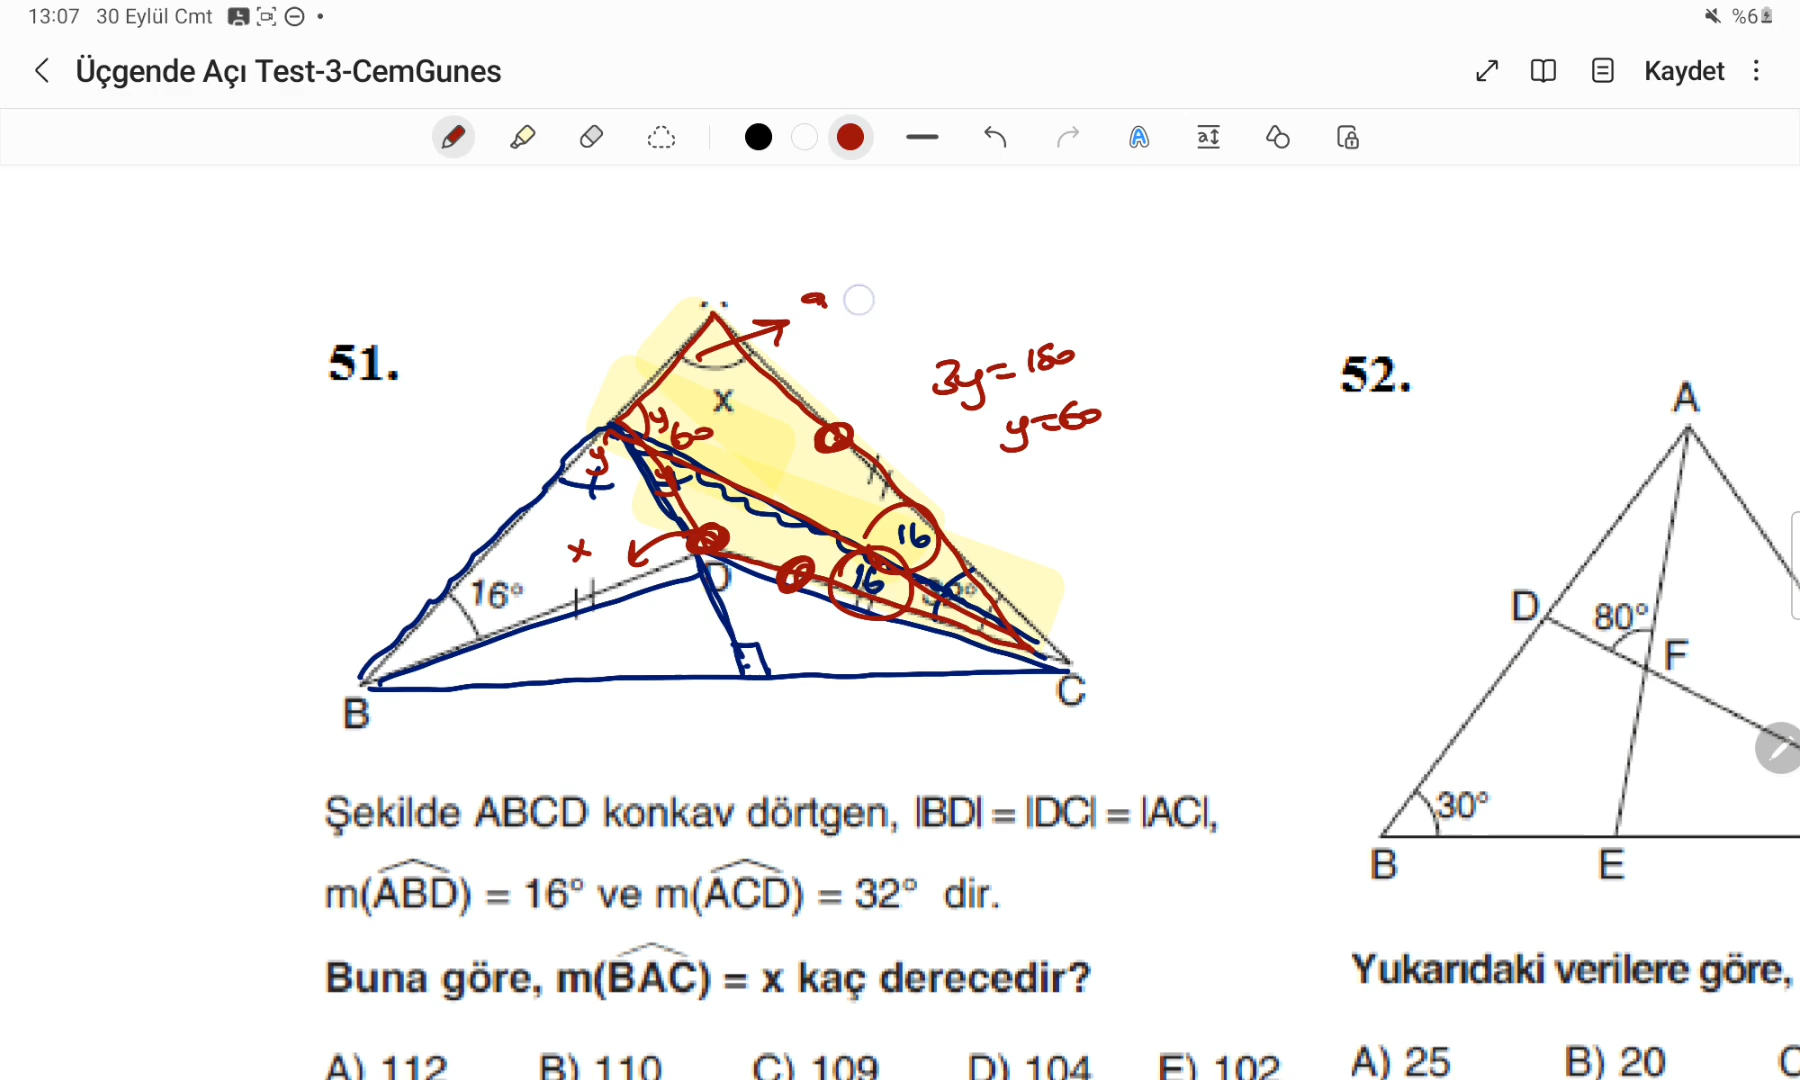 13:07 30 Eylül Cmt
%6
Üçgende Açı Test-3-CemGunes
Kaydet
51.
a
x
3y=180
y=60
y 60
y
y
x
16
16
16°
D
B
C
Şekilde ABCD konkav dörtgen, |BD| = |DC| = |AC|,
m(ABD) = 16° ve m(ACD) = 32° dir.
Buna göre, m(BAC) = x kaç derecedir?
A) 112 B) 110 C) 109 D) 104 E) 102
52.
A
D
80°
F
30°
B
E
Yukarıdaki verilere göre,
A) 25 B) 20